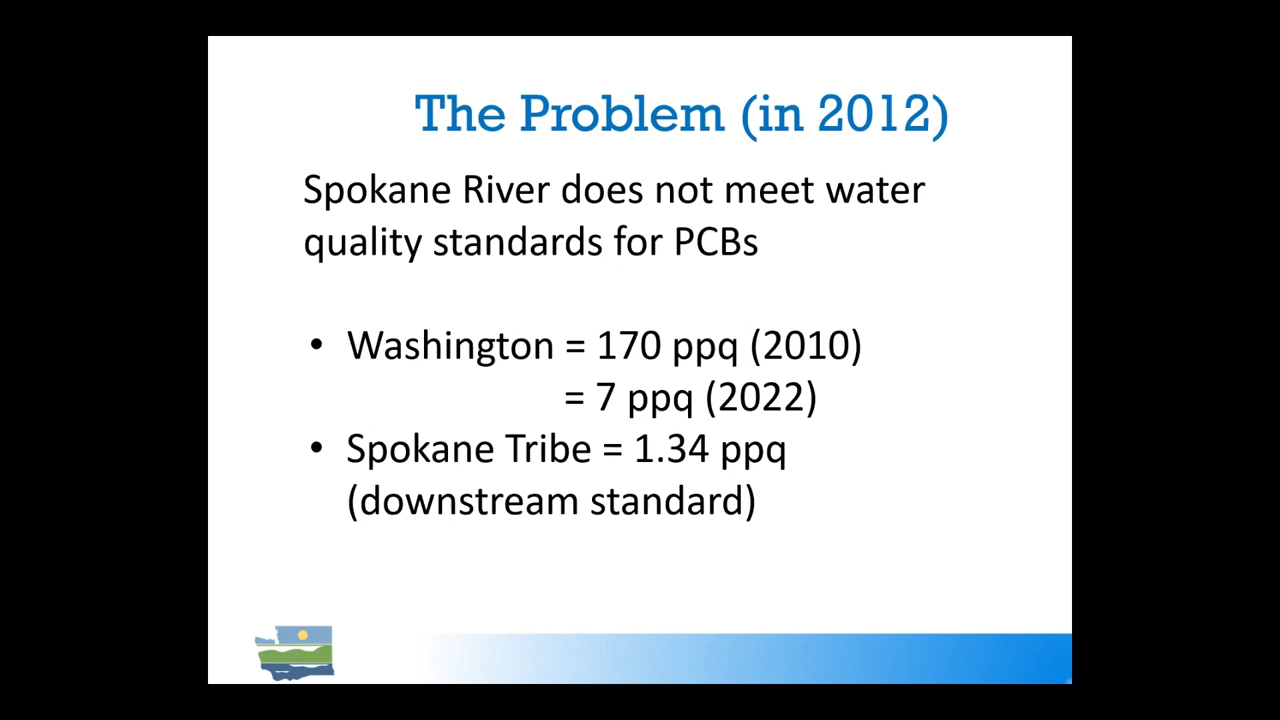 The Problem (in 2012)
Spokane River does not meet water
quality standards for PCBs
• Washington = 170 ppq (2010)
= 7 ppq (2022)
• Spokane Tribe = 1.34 ppq
(downstream standard)